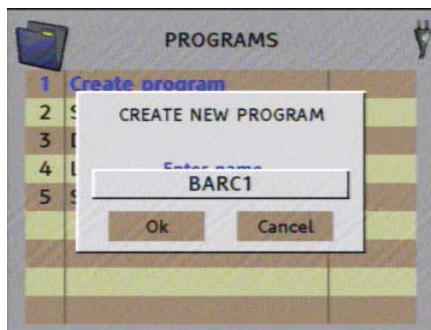 PROGRAMS
1 Create program
2 S
3
4 L
5 S
CREATE NEW PROGRAM
Enter name
BARC1
Ok Cancel